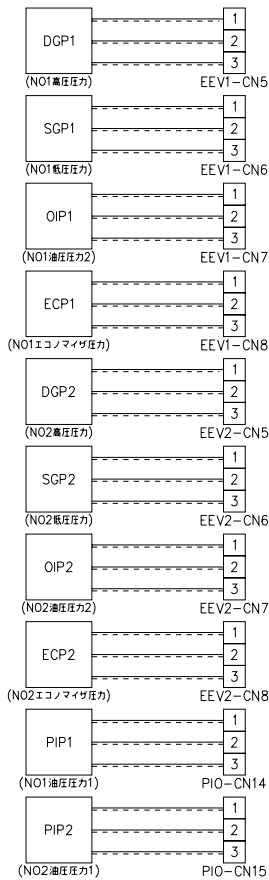 DGP1
1
2
3
(NO1高圧圧力)
EEV1-CN5
SGP1
1
2
3
(NO1低圧圧力)
EEV1-CN6
OIP1
1
2
3
(NO1油圧圧力2)
EEV1-CN7
ECP1
1
2
3
(NO1エコノマイザ圧力)
EEV1-CN8
DGP2
1
2
3
(NO2高圧圧力)
EEV2-CN5
SGP2
1
2
3
(NO2低圧圧力)
EEV2-CN6
OIP2
1
2
3
(NO2油圧圧力2)
EEV2-CN7
ECP2
1
2
3
(NO2エコノマイザ圧力)
EEV2-CN8
PIP1
1
2
3
(NO1油圧圧力1)
PIO-CN14
PIP2
1
2
3
(NO2油圧圧力1)
PIO-CN15